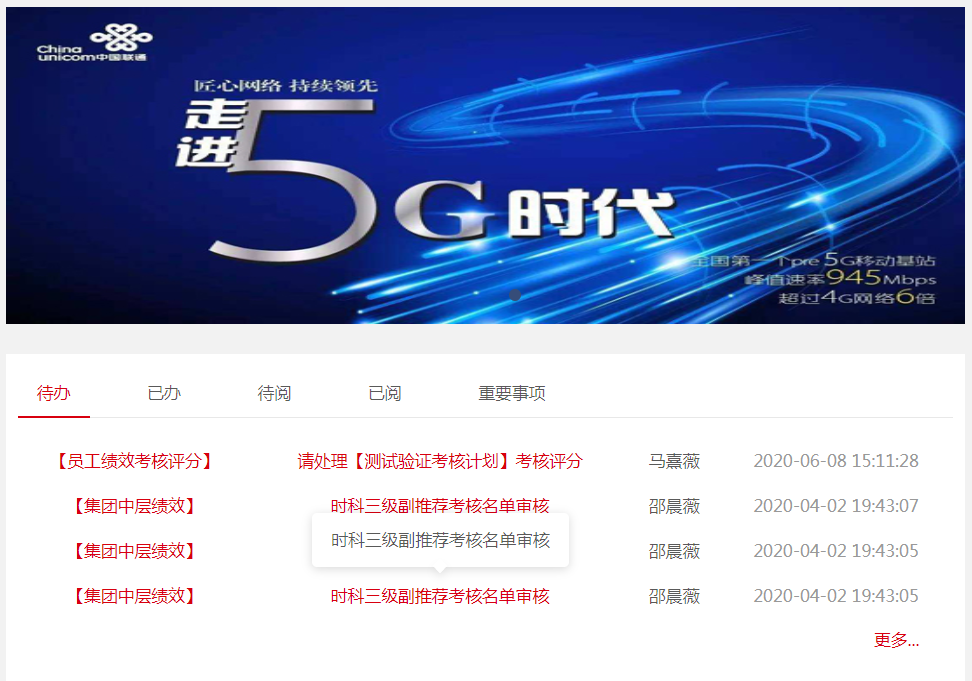 China
unicom中国联通
匠心网络 持续领先
走进5G时代
全国第一个pre 5G移动基站
峰值速率945Mbps
超过4G网络6倍
待办 已办 待阅 已阅 重要事项
【员工绩效考核评分】 请处理【测试验证考核计划】考核评分 马熹薇 2020-06-08 15:11:28
【集团中层绩效】 时科三级副推荐考核名单审核 邵晨薇 2020-04-02 19:43:07
时科三级副推荐考核名单审核
【集团中层绩效】 邵晨薇 2020-04-02 19:43:05
【集团中层绩效】 时科三级副推荐考核名单审核 邵晨薇 2020-04-02 19:43:05
更多...